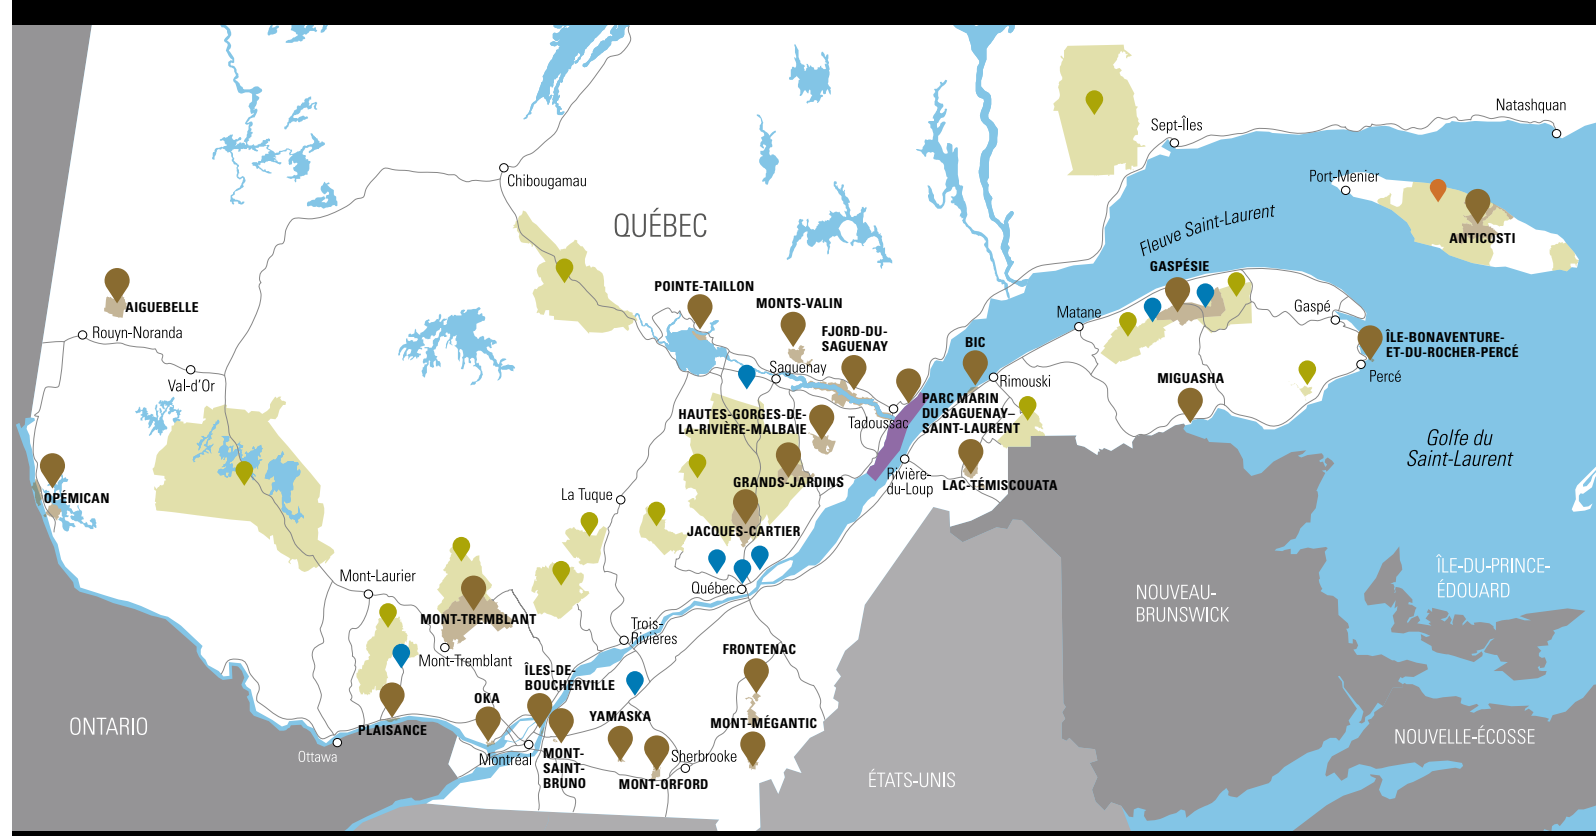 Natashquan
Sept-Îles
Port-Menier
Chibougamau
QUÉBEC
Fleuve Saint-Laurent
ANTICOSTI
GASPÉSIE
POINTE-TAILLON
MONTS-VALIN
AIGUEBELLE
Rouyn-Noranda
FJORD-DU-
SAGUENAY
BIC
Matane
Gaspé
ÎLE-BONAVENTURE-
ET-DU-ROCHER-PERCÉ
Val-d'Or
Saguenay
Rimouski
MIGUASHA
Percé
HAUTES-GORGES-DE-
LA-RIVIÈRE-MALBAIE
Tadoussac
PARC MARIN
DU SAGUENAY–
SAINT-LAURENT
Golfe du
Saint-Laurent
OPÉMICAN
La Tuque
GRANDS-JARDINS
Rivière-
du-Loup
LAC-TÉMISCOUATA
JACQUES-CARTIER
Mont-Laurier
Québec
NOUVEAU-
BRUNSWICK
ÎLE-DU-PRINCE-
ÉDOUARD
MONT-TREMBLANT
Mont-Tremblant
Trois-
Rivières
FRONTENAC
ÎLES-DE-
BOUCHERVILLE
ONTARIO
PLAISANCE
OKA
YAMASKA
MONT-MÉGANTIC
NOUVELLE-ÉCOSSE
Ottawa
Montréal
MONT-
SAINT-
BRUNO
Sherbrooke
MONT-ORFORD
ÉTATS-UNIS